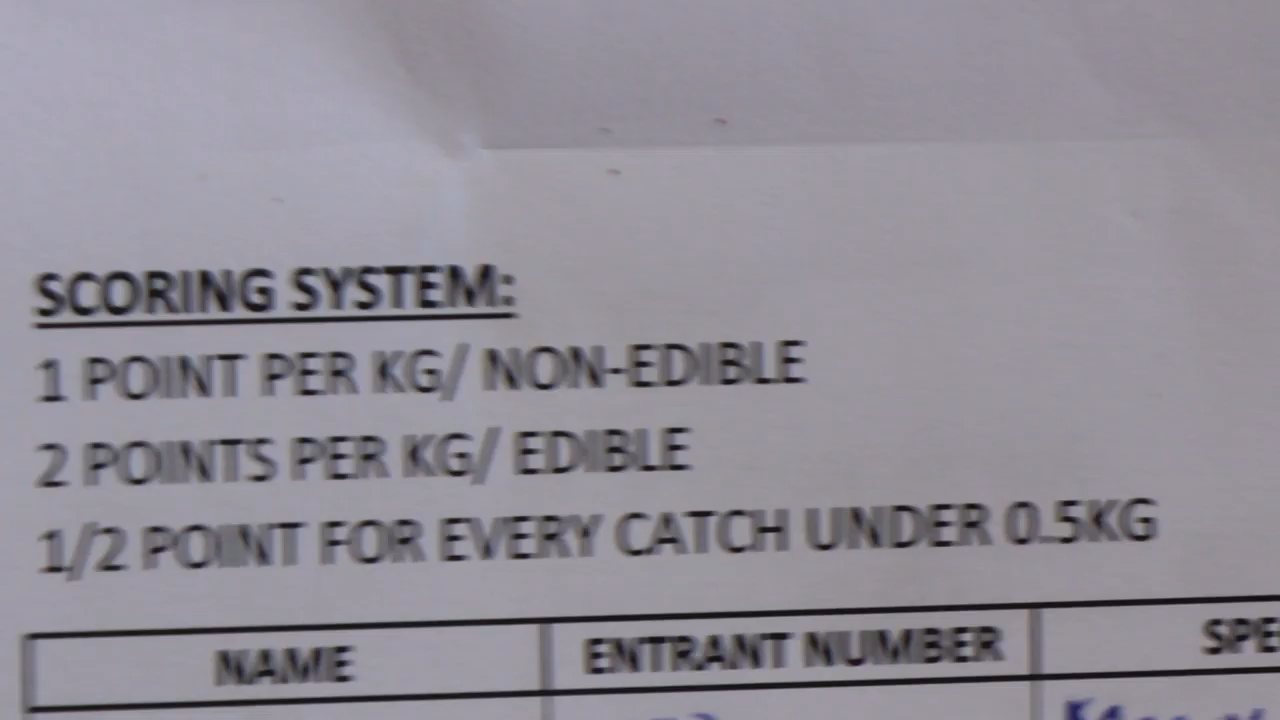 SCORING SYSTEM:
1 POINT PER KG/ NON-EDIBLE
2 POINTS PER KG/ EDIBLE
1/2 POINT FOR EVERY CATCH UNDER 0.5KG
NAME ENTRANT NUMBER SPE